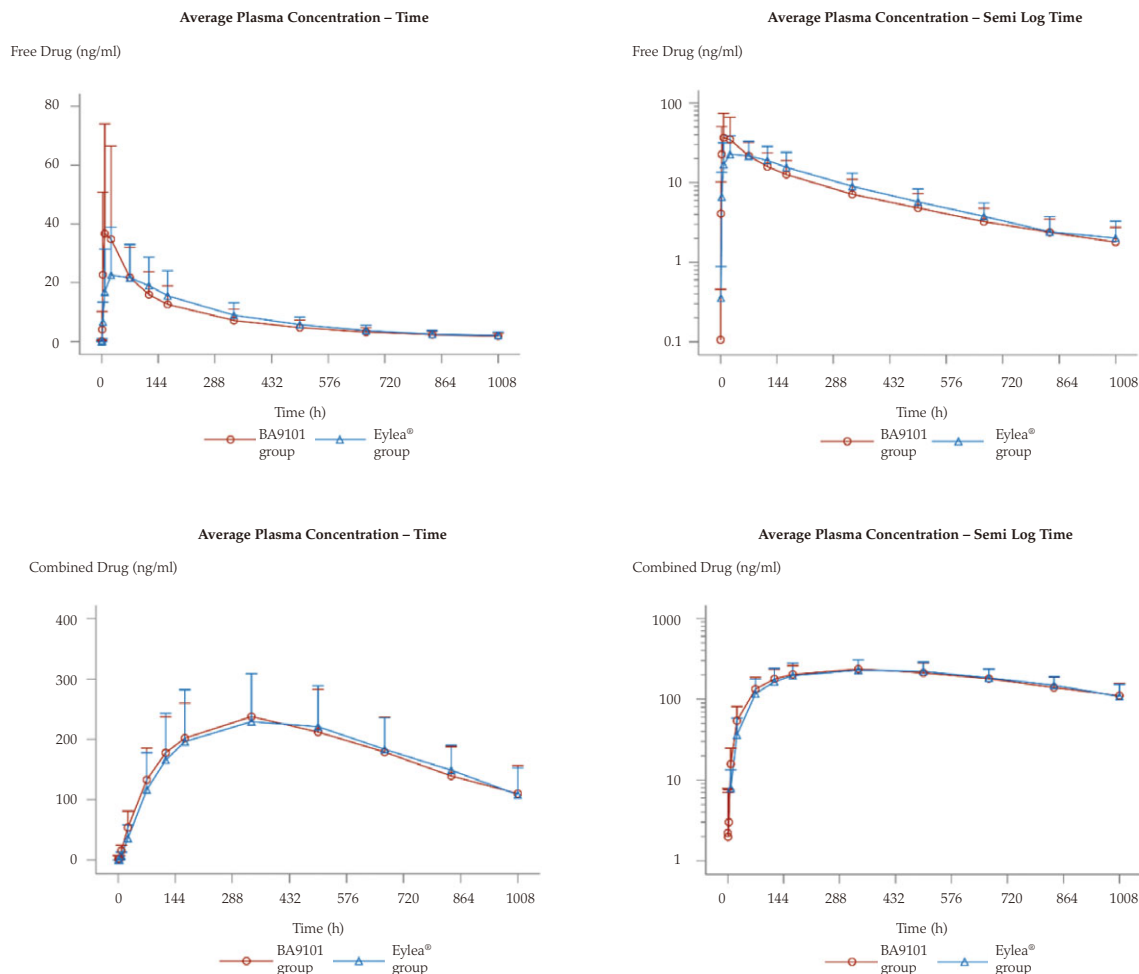 Average Plasma Concentration – Time
Free Drug (ng/ml)
80
60
40
20
0
0 144 288 432 576 720 864 1008
Time (h)
BA9101 group
Eylea® group
Average Plasma Concentration – Semi Log Time
Free Drug (ng/ml)
100
10
1
0.1
0 144 288 432 576 720 864 1008
Time (h)
BA9101 group
Eylea® group
Average Plasma Concentration – Time
Combined Drug (ng/ml)
400
300
200
100
0
0 144 288 432 576 720 864 1008
Time (h)
BA9101 group
Eylea® group
Average Plasma Concentration – Semi Log Time
Combined Drug (ng/ml)
1000
100
10
1
0 144 288 432 576 720 864 1008
Time (h)
BA9101 group
Eylea® group